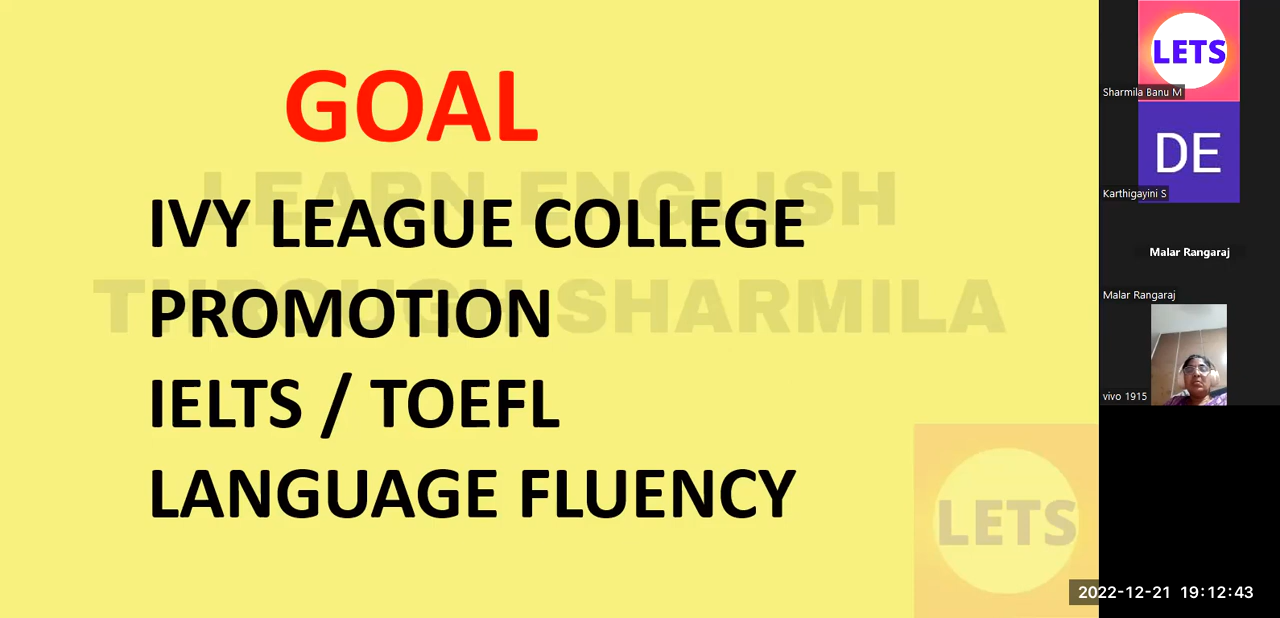 GOAL
LEARN ENGLISH
IVY LEAGUE COLLEGE
THROUGH SHARMILA
PROMOTION
IELTS / TOEFL
LANGUAGE FLUENCY
LETS
LETS
Sharmila Banu M
DE
Karthigayini S
Malar Rangaraj
Malar Rangaraj
vivo 1915
2022-12-21 19:12:43